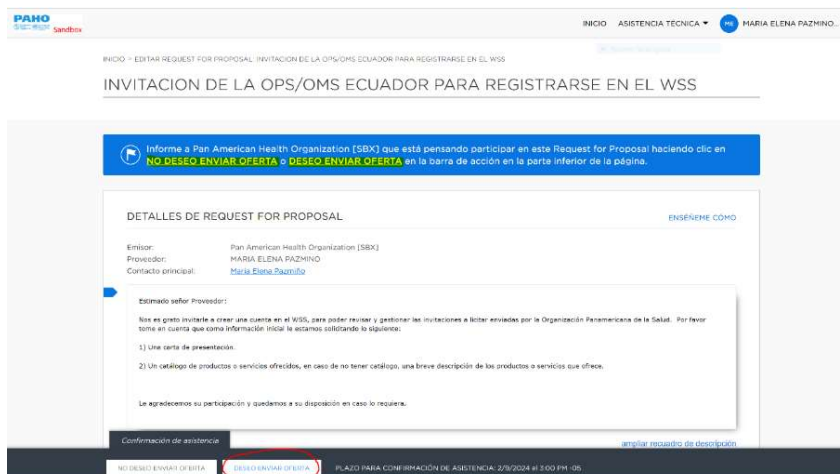 PAHO
Sandbox
INICIO ASISTENCIA TÉCNICA ME MARIA ELENA PAZMINO...
INICIO > EDITAR REQUEST FOR PROPOSAL: INVITACION DE LA OPS/OMS ECUADOR PARA REGISTRARSE EN EL WSS
INVITACION DE LA OPS/OMS ECUADOR PARA REGISTRARSE EN EL WSS
Informe a Pan American Health Organization [SBX] que está pensando participar en este Request for Proposal haciendo clic en
NO DESEO ENVIAR OFERTA o DESEO ENVIAR OFERTA en la barra de acción en la parte inferior de la página.
DETALLES DE REQUEST FOR PROPOSAL
ENSÉÑEME CÓMO
Emisor: Pan American Health Organization [SBX]
Proveedor: MARIA ELENA PAZMINO
Contacto principal: Maria Elena Pazmiño
Estimado señor Proveedor:
Nos es grato invitarle a crear una cuenta en el WSS, para poder revisar y gestionar las invitaciones a licitar enviadas por la Organización Panamericana de la Salud. Por favor
tome en cuenta que como información inicial le estamos solicitando lo siguiente:
1) Una carta de presentación.
2) Un catálogo de productos o servicios ofrecidos, en caso de no tener catálogo, una breve descripción de los productos o servicios que ofrece.
Le agradecemos su participación y quedamos a su disposición en caso lo requiera.
Confirmación de asistencia
ampliar recuadro de descripción
NO DESEO ENVIAR OFERTA DESEO ENVIAR OFERTA PLAZO PARA CONFIRMACIÓN DE ASISTENCIA: 2/9/2024 el 3:00 PM -05